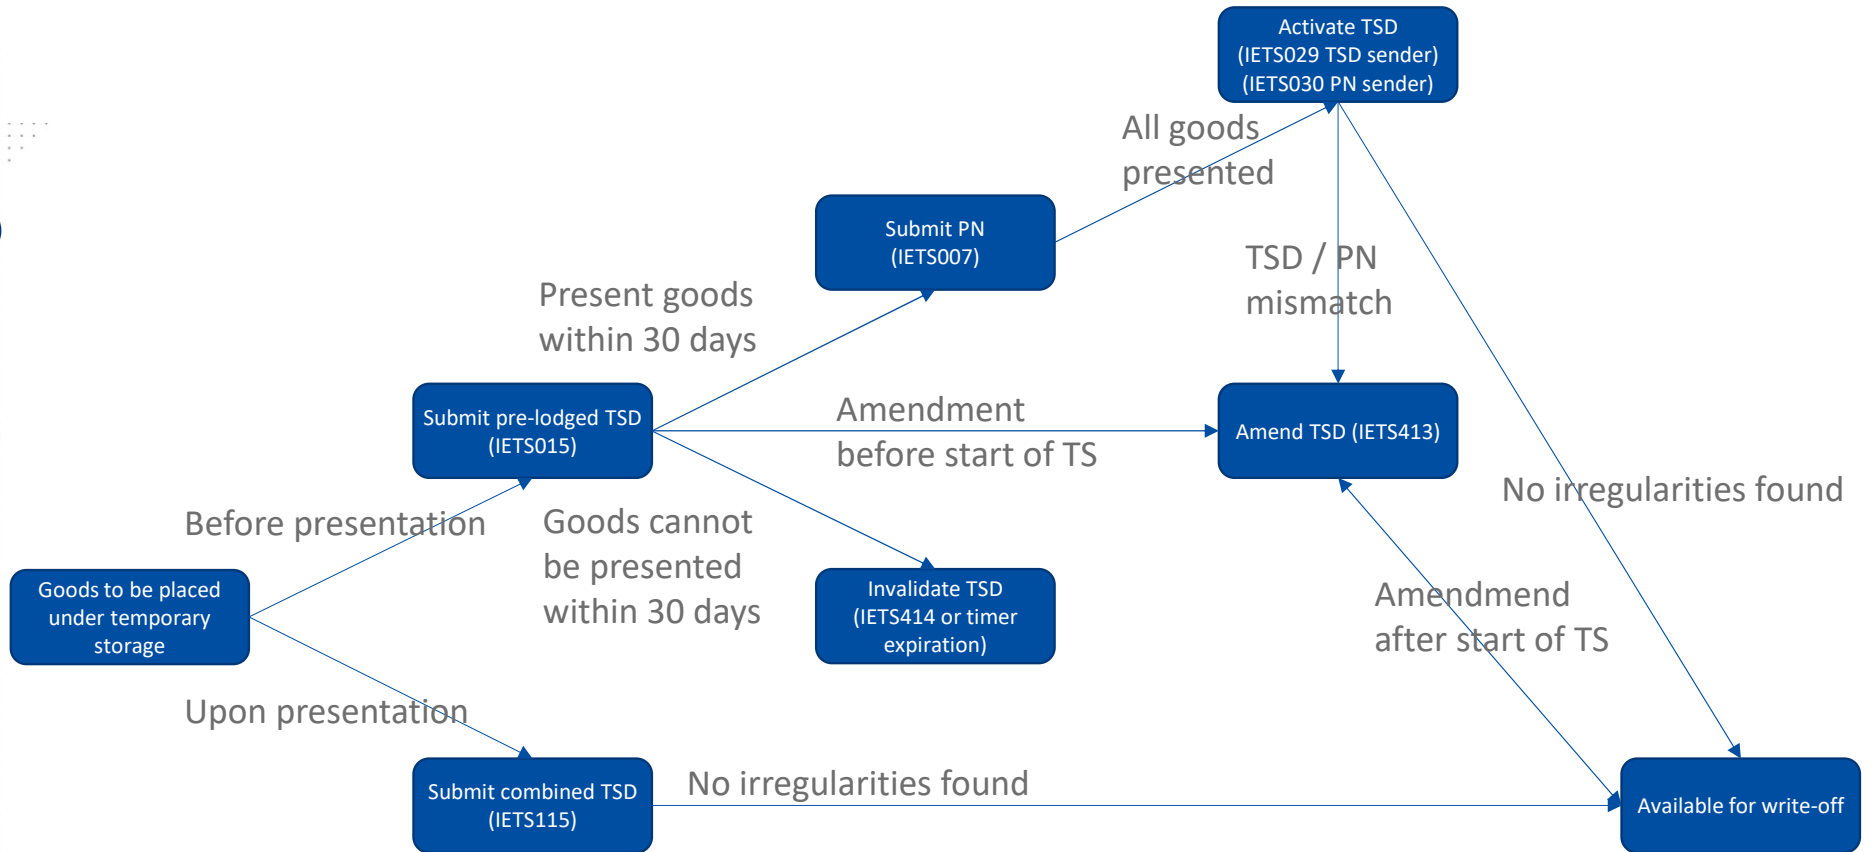 Activate TSD
(IETS029 TSD sender)
(IETS030 PN sender)
All goods
presented
Submit PN
(IETS007)
TSD / PN
mismatch
Present goods
within 30 days
Submit pre-lodged TSD
(IETS015)
Amendment
before start of TS
Amend TSD (IETS413)
No irregularities found
Before presentation
Goods cannot
be presented
within 30 days
Goods to be placed
under temporary
storage
Invalidate TSD
(IETS414 or timer
expiration)
Amendmend
after start of TS
Upon presentation
Submit combined TSD
(IETS115)
No irregularities found
Available for write-off